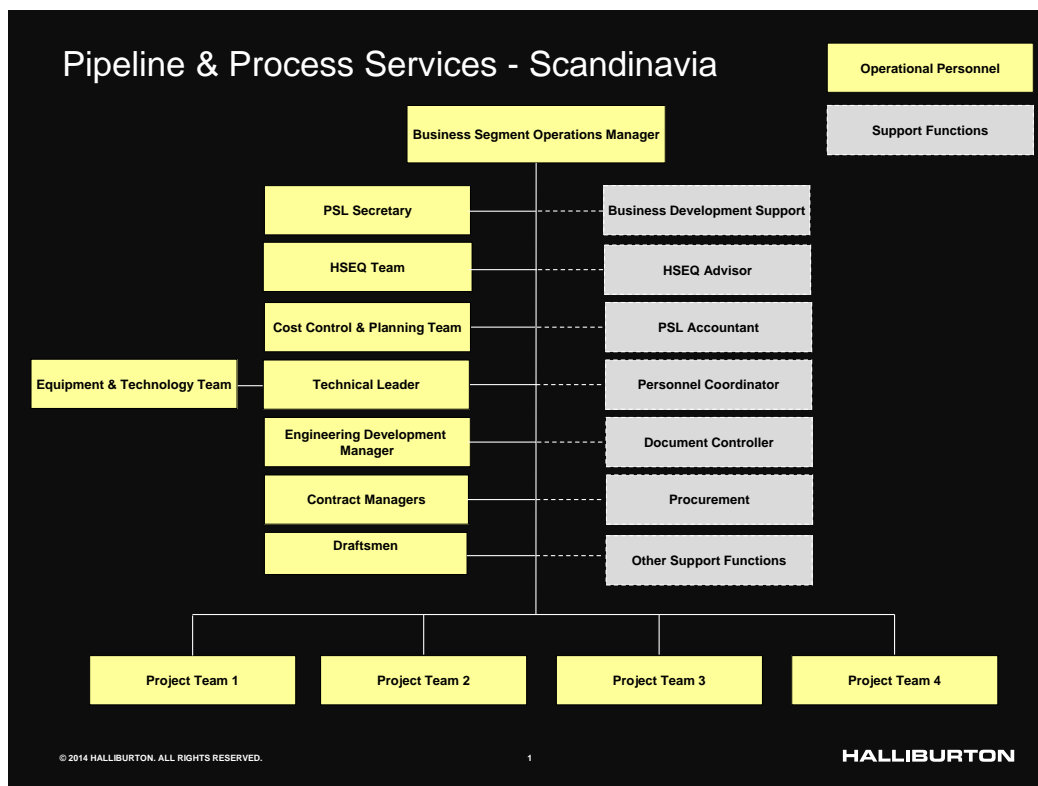 Pipeline & Process Services - Scandinavia
Operational Personnel
Support Functions
Business Segment Operations Manager
PSL Secretary
Business Development Support
HSEQ Team
HSEQ Advisor
Cost Control & Planning Team
PSL Accountant
Equipment & Technology Team
Technical Leader
Personnel Coordinator
Engineering Development
Manager
Document Controller
Contract Managers
Procurement
Draftsmen
Other Support Functions
Project Team 1
Project Team 2
Project Team 3
Project Team 4
© 2014 HALLIBURTON. ALL RIGHTS RESERVED.
1
HALLIBURTON